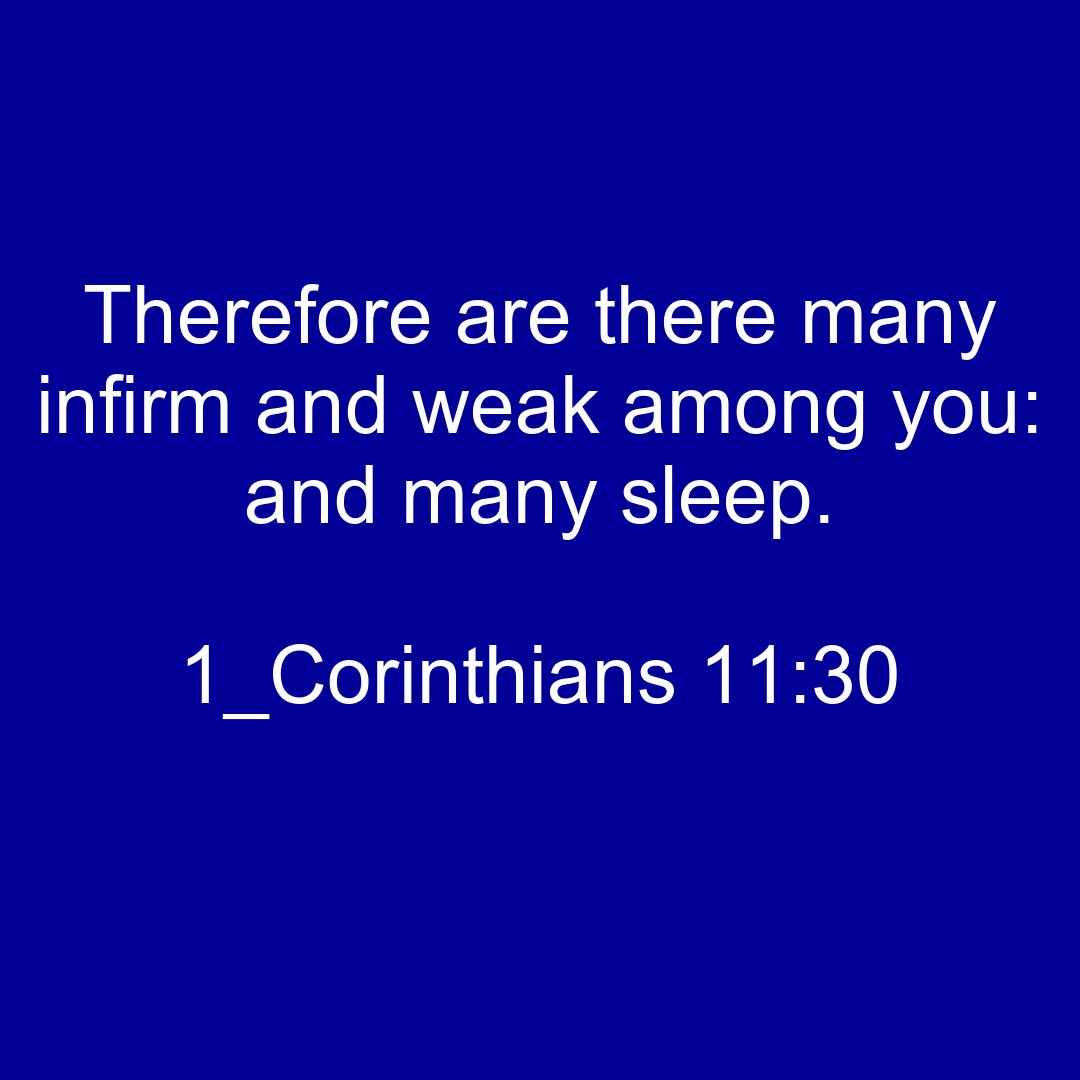 Therefore are there many
infirm and weak among you:
and many sleep.
1_Corinthians 11:30